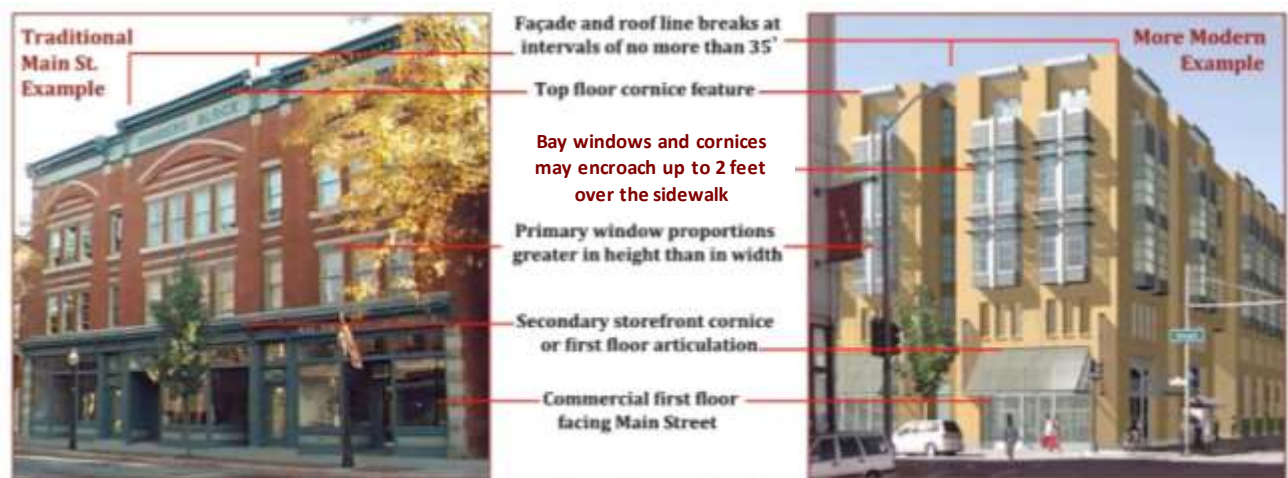 Traditional
Main St.
Example
Façade and roof line breaks at
intervals of no more than 35'
More Modern
Example
Top floor cornice feature
Bay windows and cornices
may encroach up to 2 feet
over the sidewalk
Primary window proportions
greater in height than in width
Secondary storefront cornice
or first floor articulation
Commercial first floor
facing Main Street
BLOCK